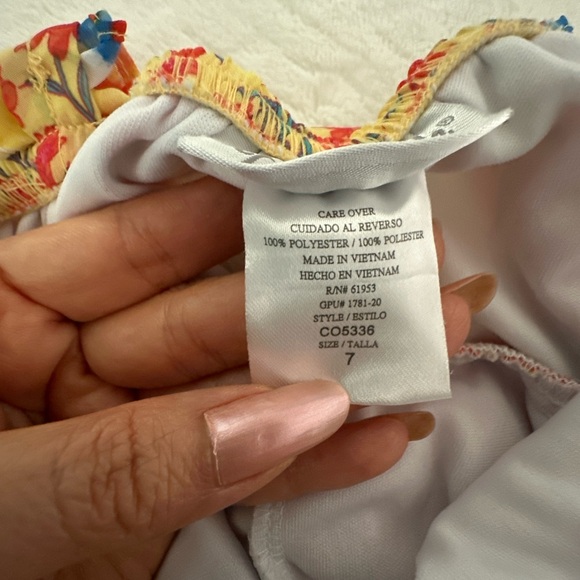 CARE OVER
CUIDADO AL REVERSO
100% POLYESTER / 100% POLIESTER
MADE IN VIETNAM
HECHO EN VIETNAM
R/N# 61953
GPU# 1781-20
STYLE / ESTILO
CO5336
SIZE / TALLA
7